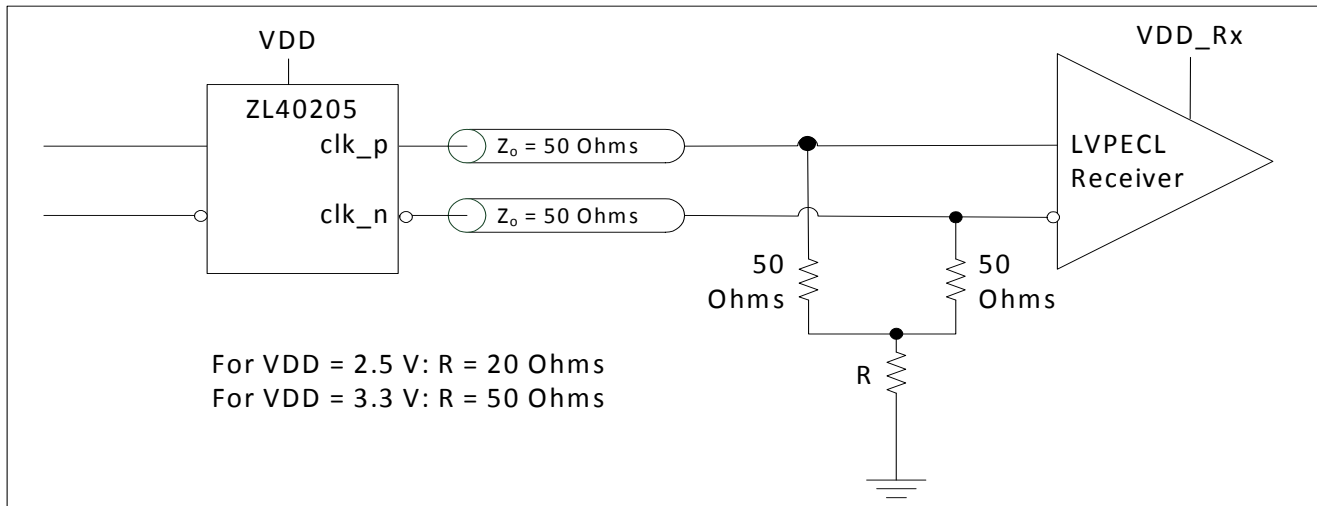 VDD
VDD_Rx
ZL40205
clk_p
Zo = 50 Ohms
LVPECL
Receiver
clk_n
Zo = 50 Ohms
50
Ohms
50
Ohms
For VDD = 2.5 V: R = 20 Ohms
For VDD = 3.3 V: R = 50 Ohms
R